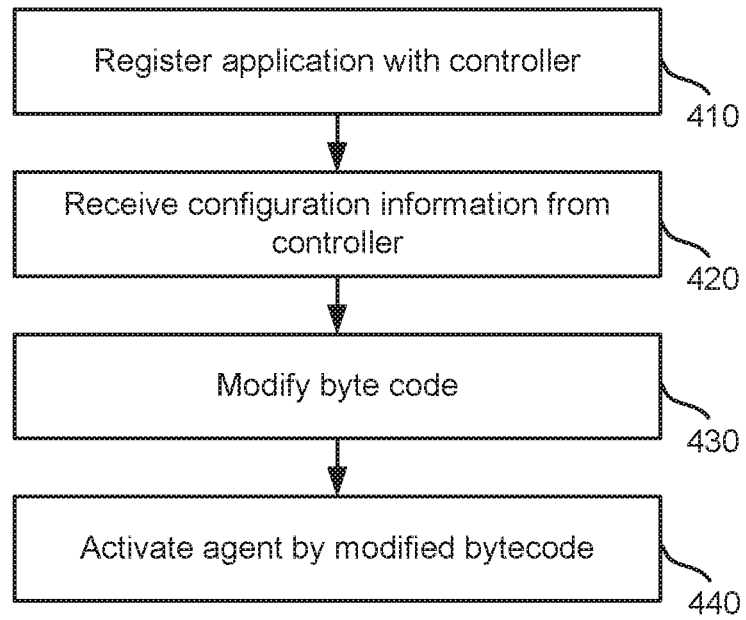 Register application with controller
410
Receive configuration information from
controller
420
Modify byte code
430
Activate agent by modified bytecode
440